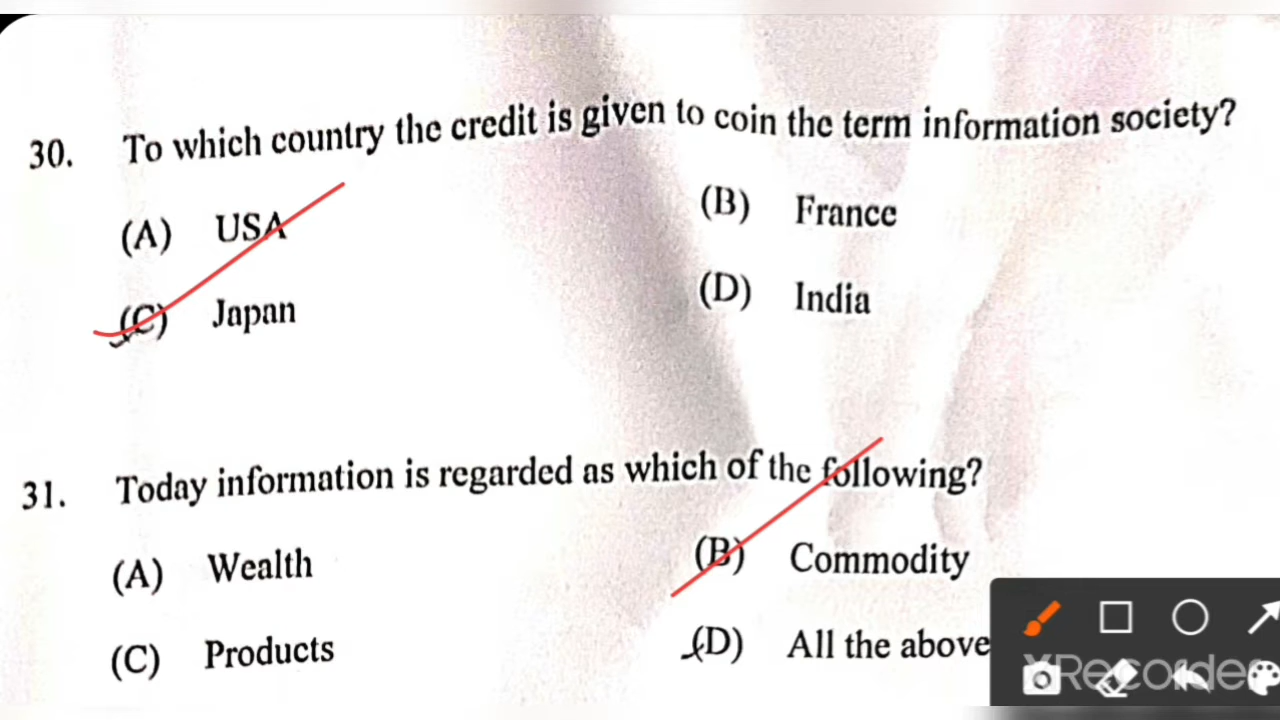 30. To which country the credit is given to coin the term information society?
(A) USA (B) France
(C) Japan (D) India
31. Today information is regarded as which of the following?
(A) Wealth (B) Commodity
(C) Products (D) All the above
XRecorder